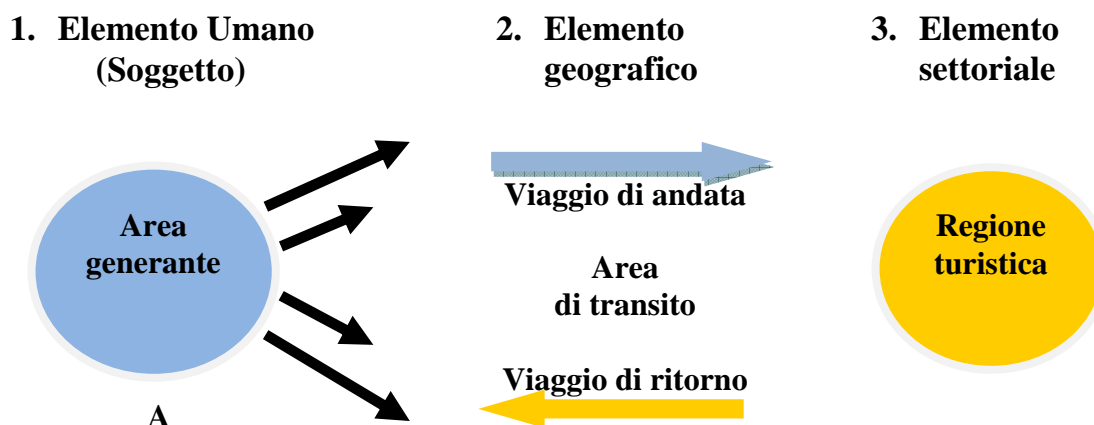 1. Elemento Umano
(Soggetto)
2. Elemento
geografico
3. Elemento
settoriale
Area
generante
Viaggio di andata
Area
di transito
Viaggio di ritorno
Regione
turistica
A